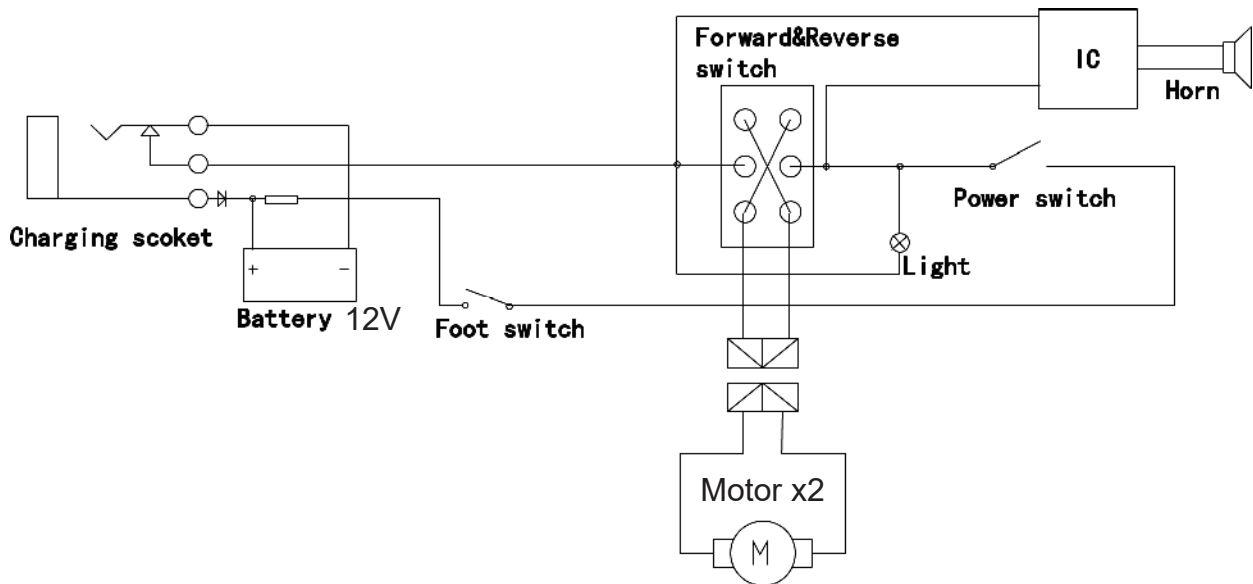 Forward&Reverse
switch
IC
Horn
Power switch
Charging scoket
Light
+ -
Battery 12V
Foot switch
Motor x2
M